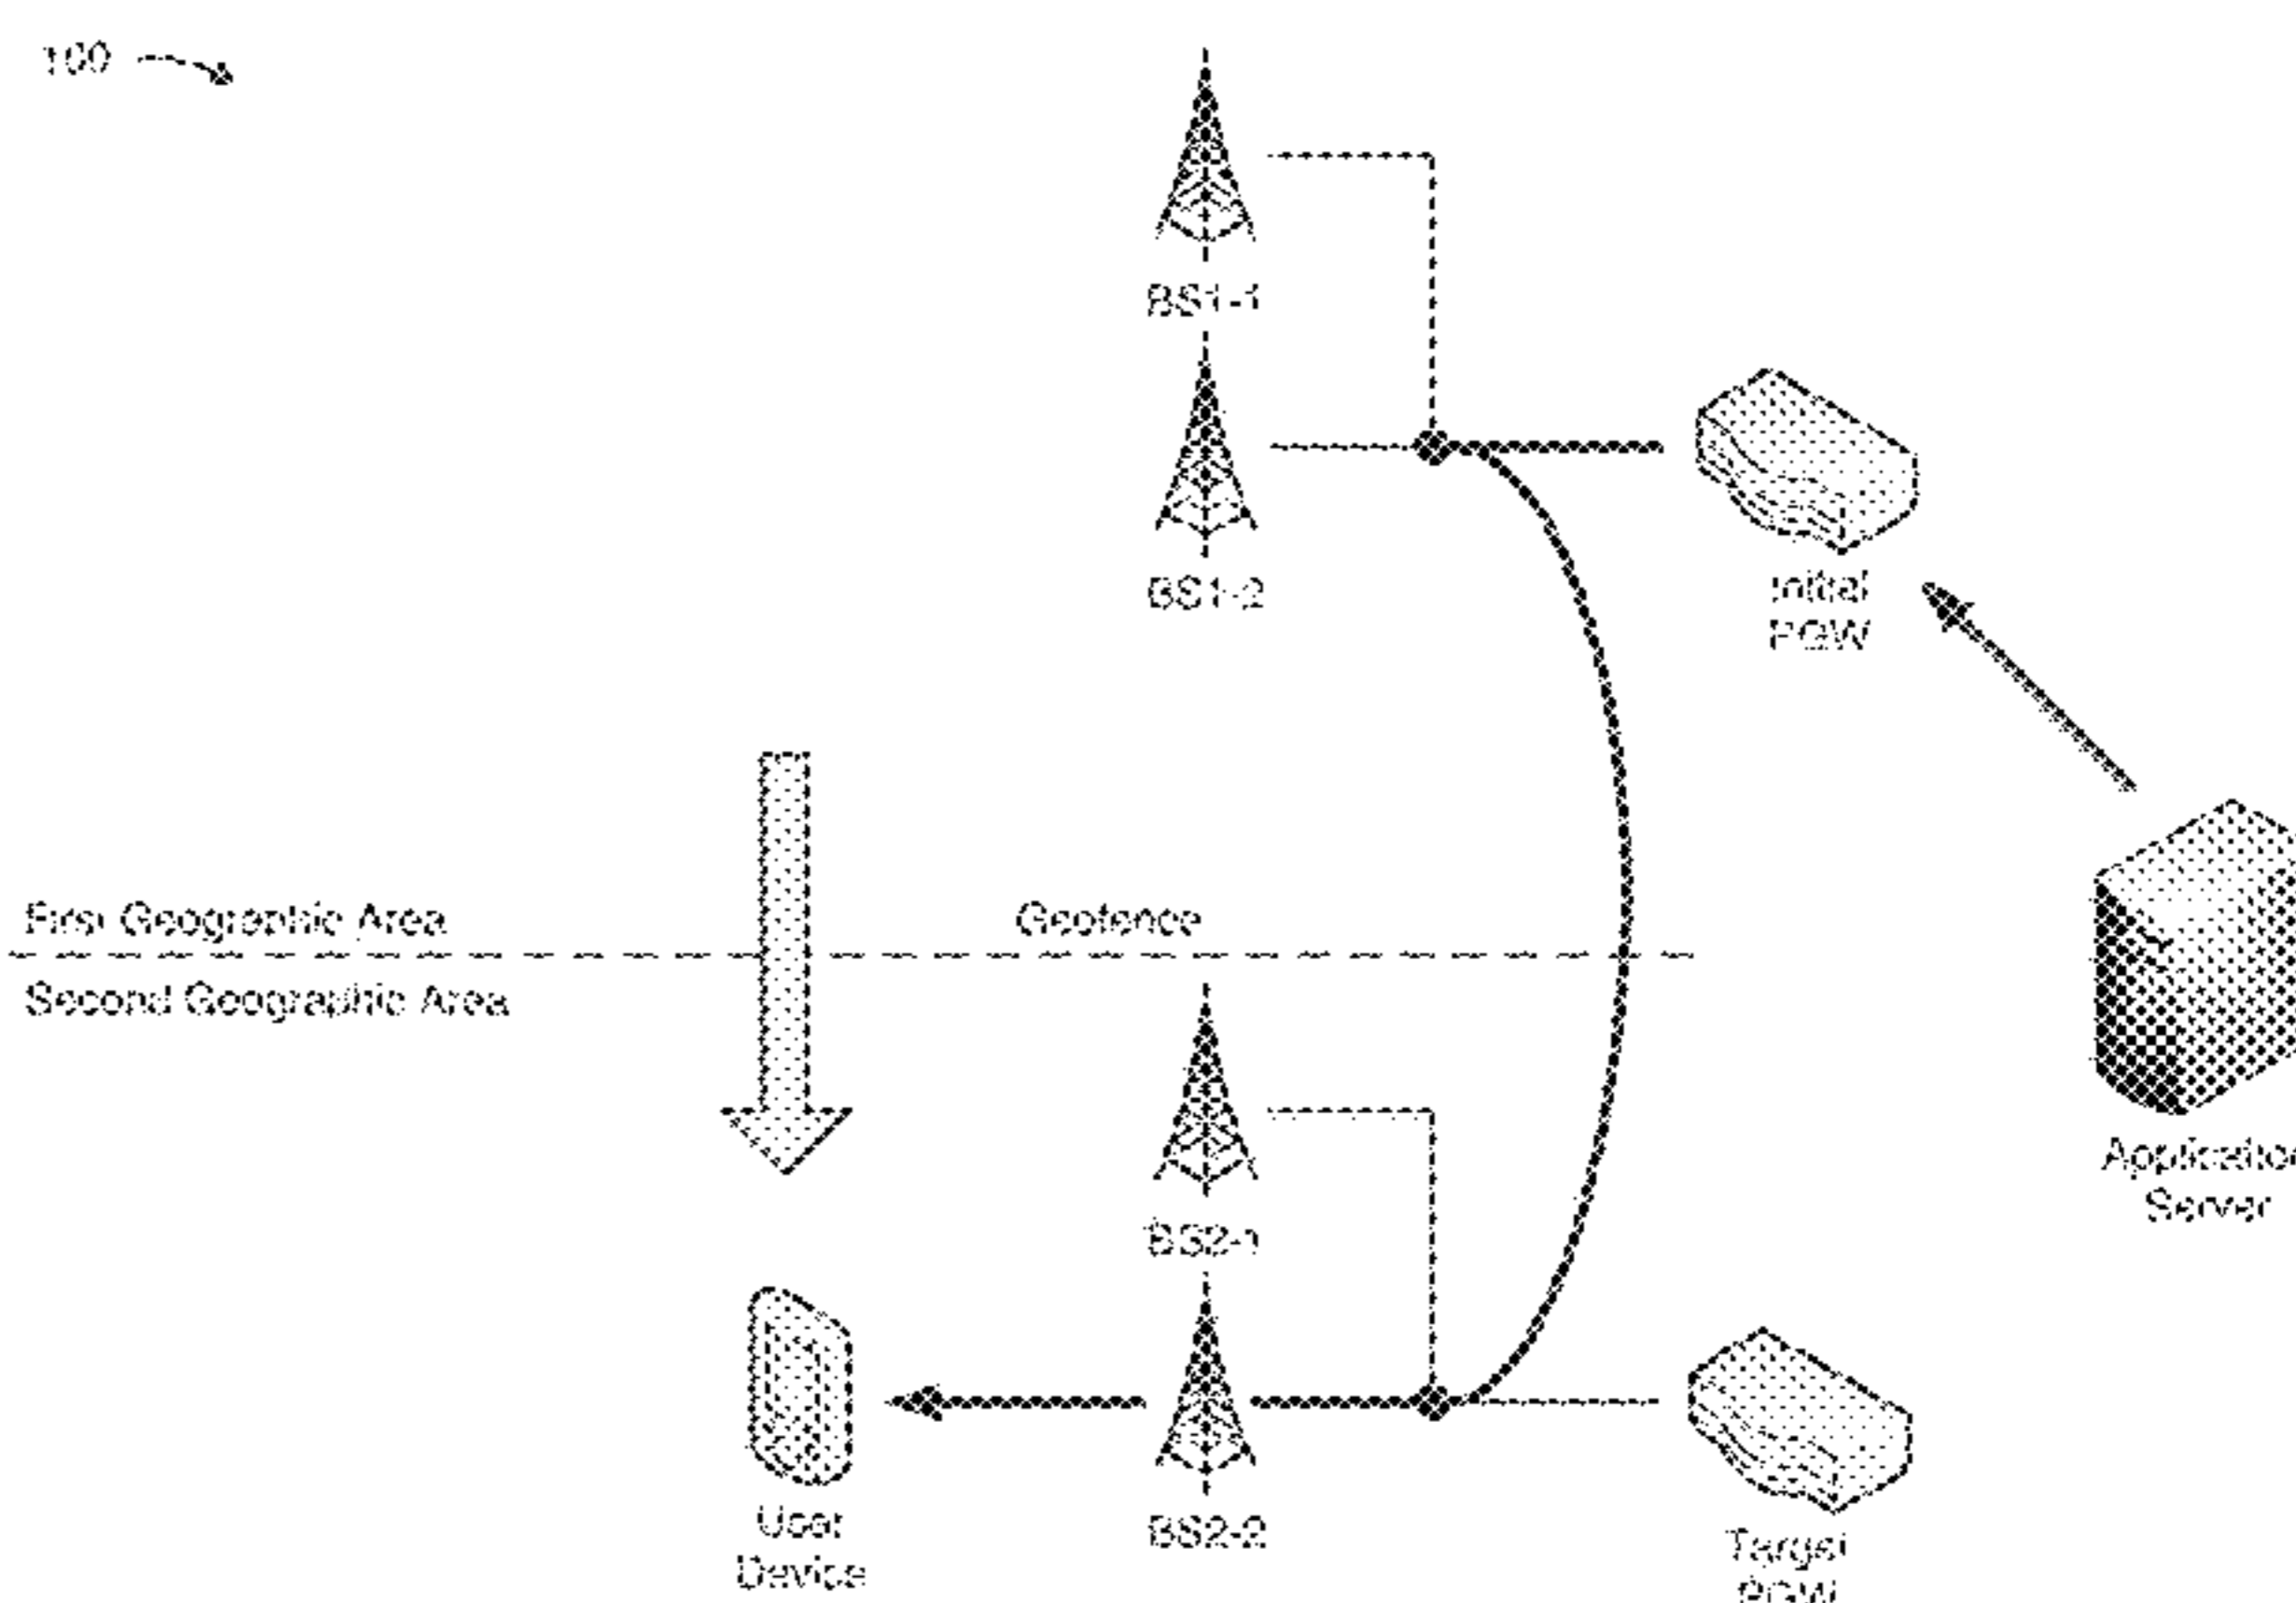 100
BS1-1
BS1-2
Initial
PGW
First Geographic Area
Geofence
Second Geographic Area
Application
Server
BS2-1
User
Device
BS2-2
Target
PGW